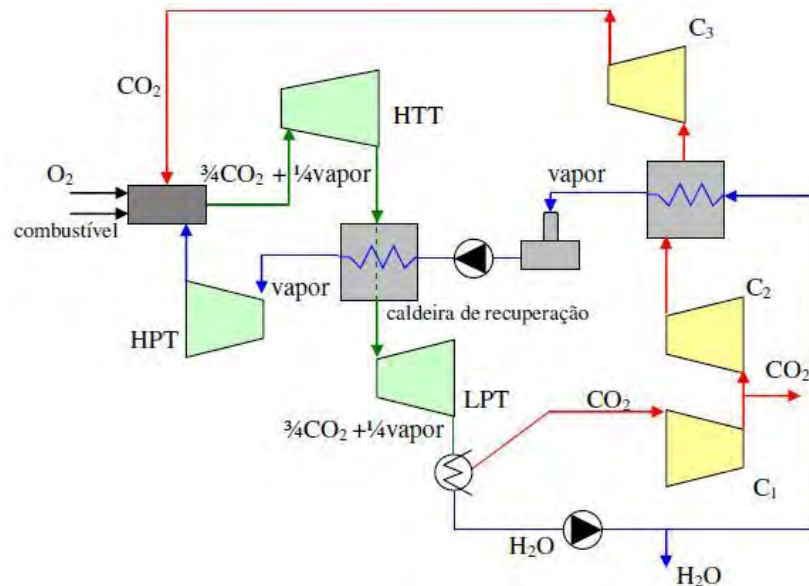 C₃
CO₂
HTT
¾CO₂ + ¼vapor
O₂
vapor
combustível
vapor
caldeira de recuperação
HPT
C₂
CO₂
LPT
CO₂
¾CO₂ +¼vapor
C₁
H₂O
H₂O